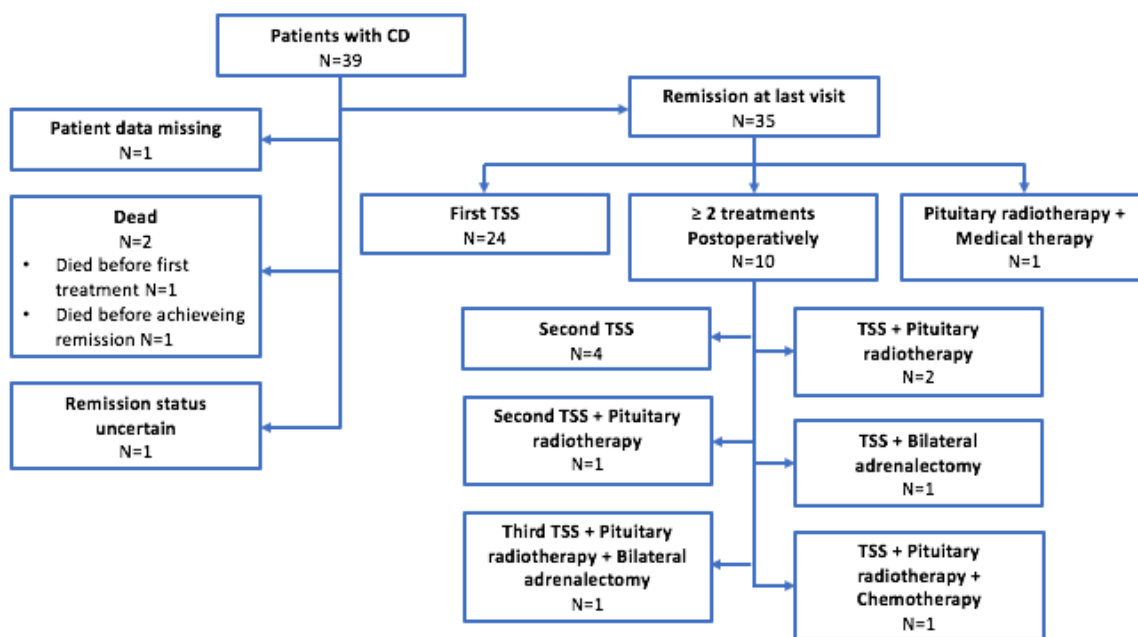 Patients with CD
N=39
Remission at last visit
N=35
Patient data missing
N=1
Dead
N=2
• Died before first
treatment N=1
• Died before achieveing
remission N=1
Remission status
uncertain
N=1
First TSS
N=24
≥ 2 treatments
Postoperatively
N=10
Pituitary radiotherapy +
Medical therapy
N=1
Second TSS
N=4
TSS + Pituitary
radiotherapy
N=2
Second TSS + Pituitary
radiotherapy
N=1
TSS + Bilateral
adrenalectomy
N=1
Third TSS + Pituitary
radiotherapy + Bilateral
adrenalectomy
N=1
TSS + Pituitary
radiotherapy +
Chemotherapy
N=1